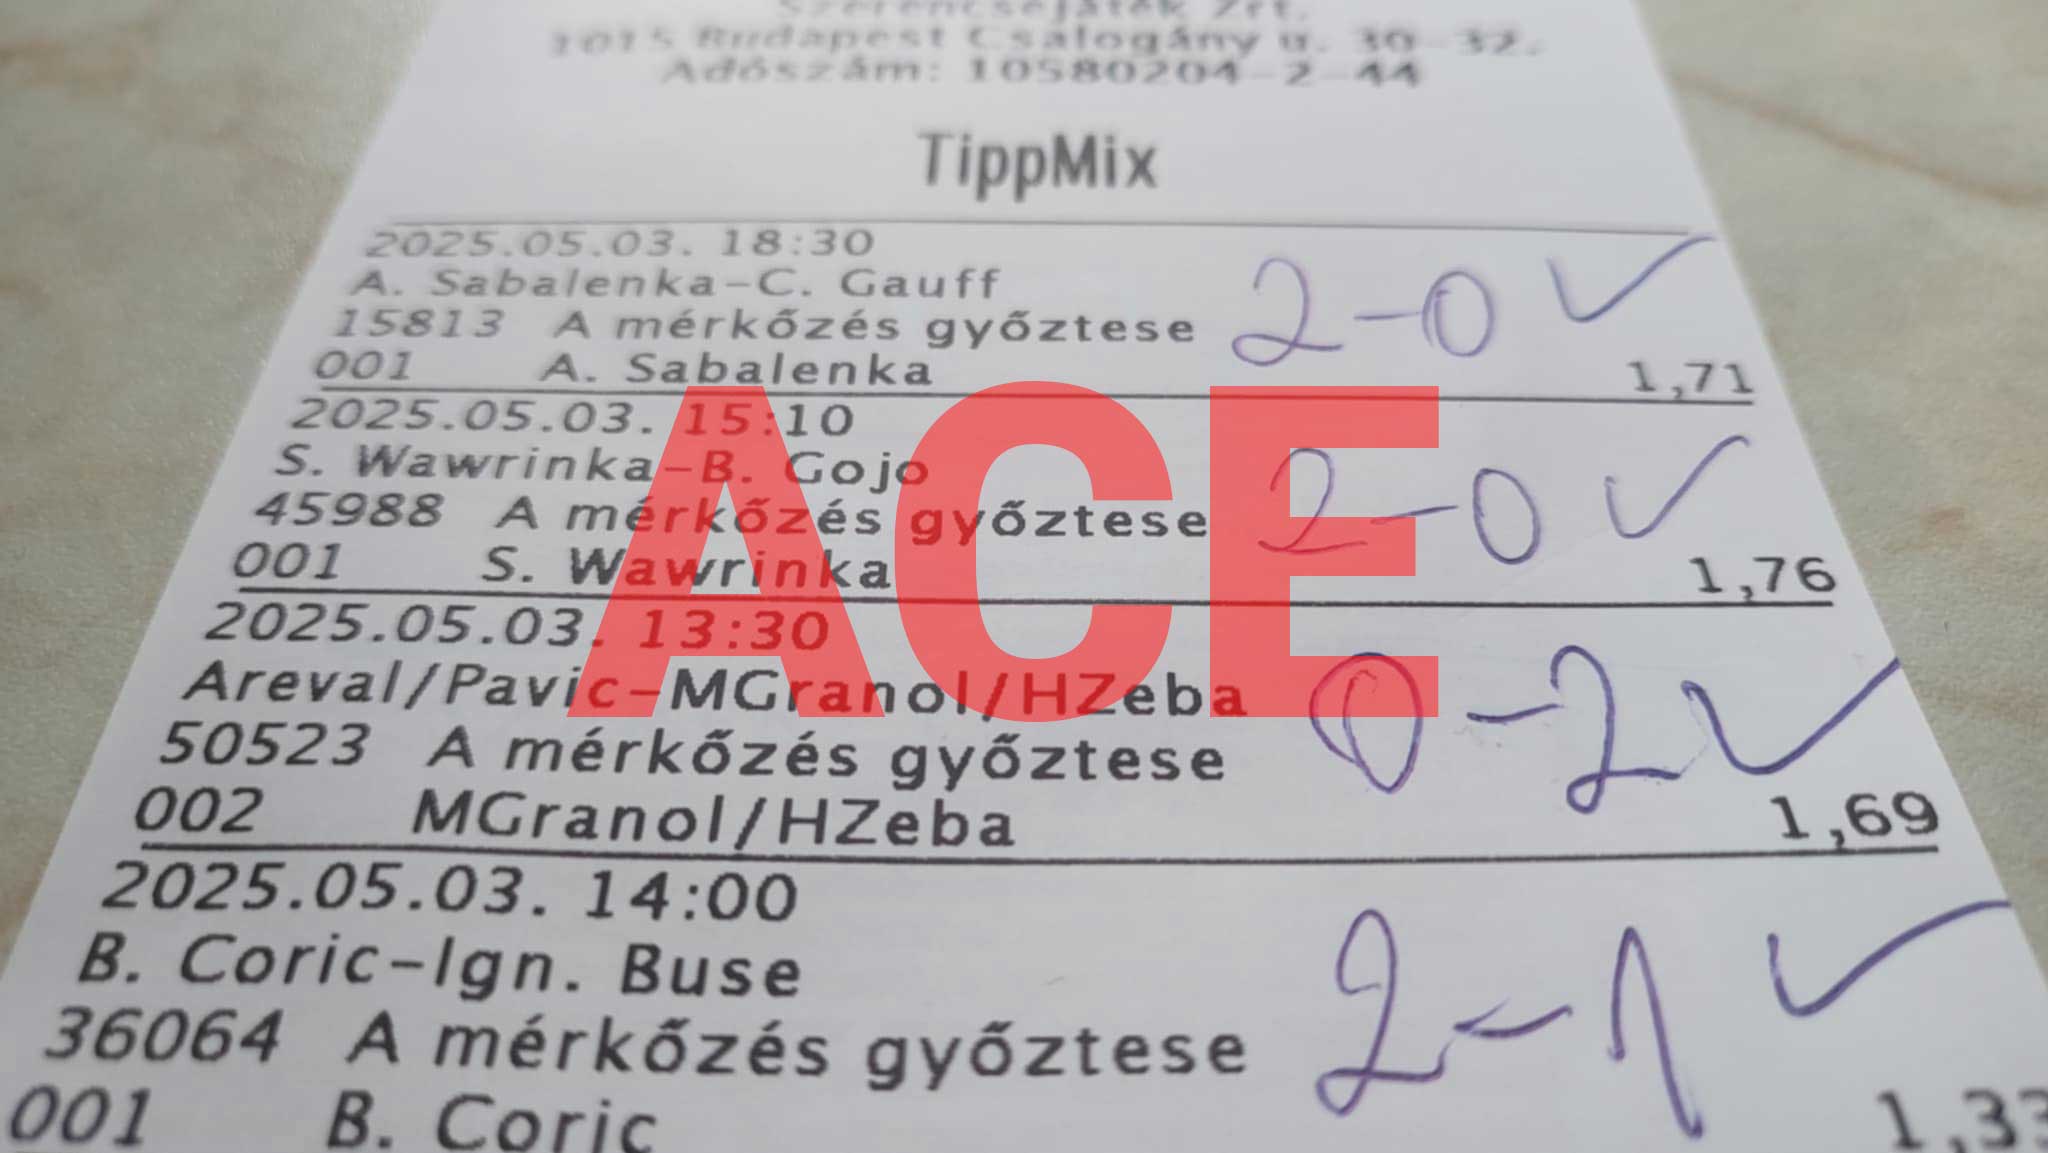 Szerencsejáték Zrt.
1015 Budapest Csalogány u. 30-32.
Adószám: 10580204-2-44
TippMix
2025.05.03. 18:30
A. Sabalenka-C. Gauff
15813 A mérkőzés győztese 2-0 ✓
001 A. Sabalenka 1,71
2025.05.03. 15:10
S. Wawrinka-B. Gojo
45988 A mérkőzés győztese 2-0 ✓
001 S. Wawrinka 1,76
ACE
2025.05.03. 13:30
Areval/Pavic-MGranol/HZeba
50523 A mérkőzés győztese 0-2 ✓
002 MGranol/HZeba 1,69
2025.05.03. 14:00
B. Coric-Ign. Buse
36064 A mérkőzés győztese 2-1 ✓
001 B. Coric 1,33